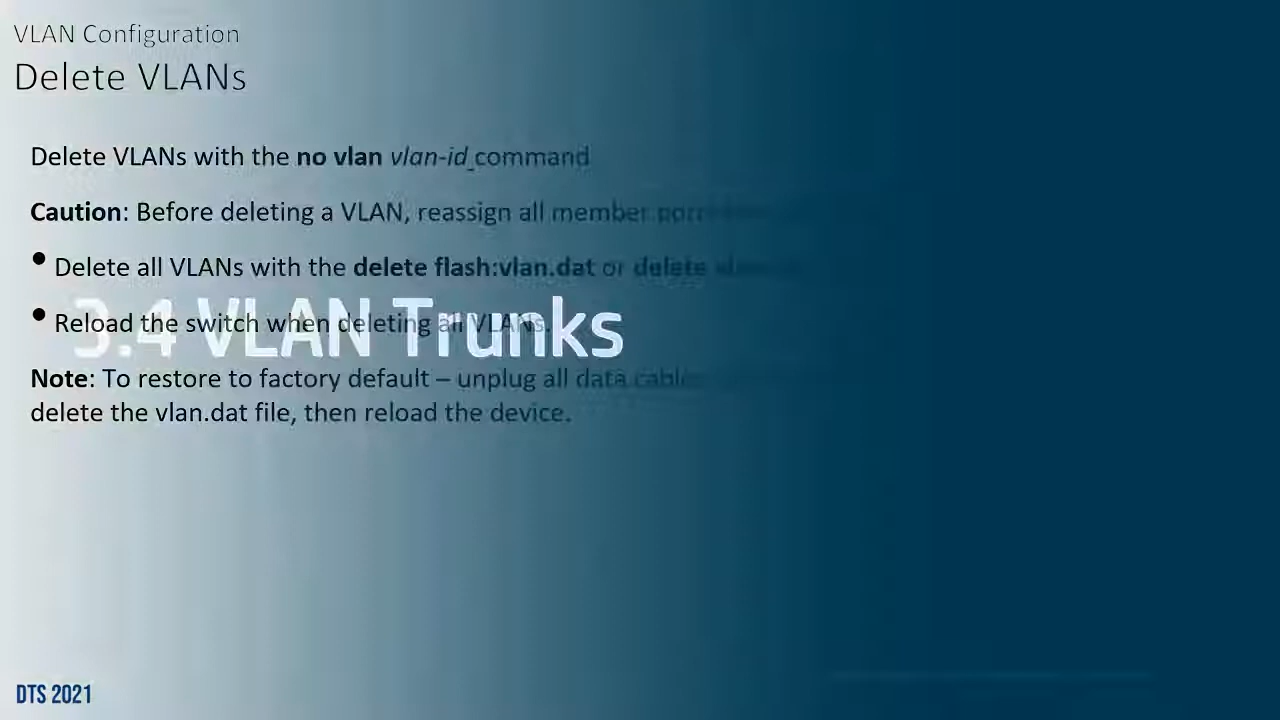 VLAN Configuration
Delete VLANs
Delete VLANs with the no vlan vlan-id command
Caution: Before deleting a VLAN, reassign all member
• Delete all VLANs with the delete flash:vlan.dat or delete
3.4 VLAN Trunks
• Reload the switch when deleting all VLANs.
Note: To restore to factory default – unplug all data cables
delete the vlan.dat file, then reload the device.
DTS 2021